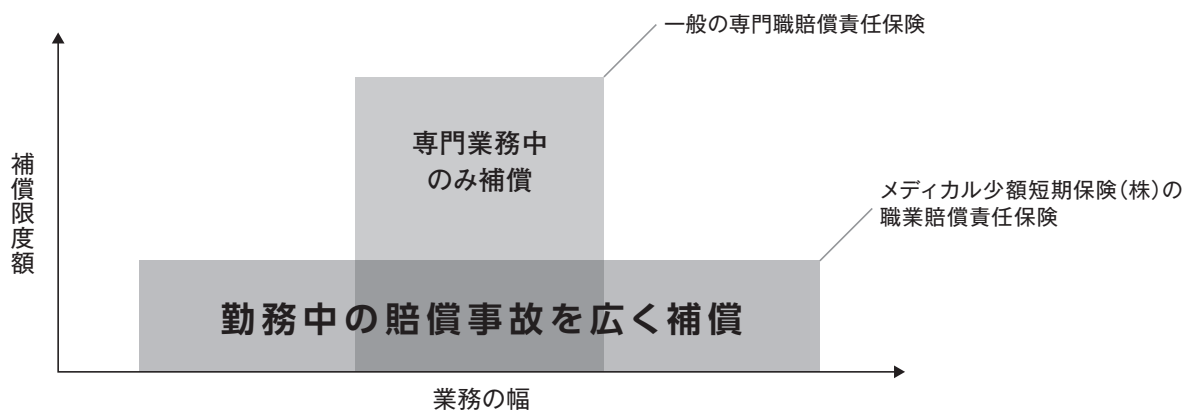 一般の専門職賠償責任保険
専門業務中
のみ補償
補償限度額
メディカル少額短期保険(株)の
職業賠償責任保険
勤務中の賠償事故を広く補償
業務の幅